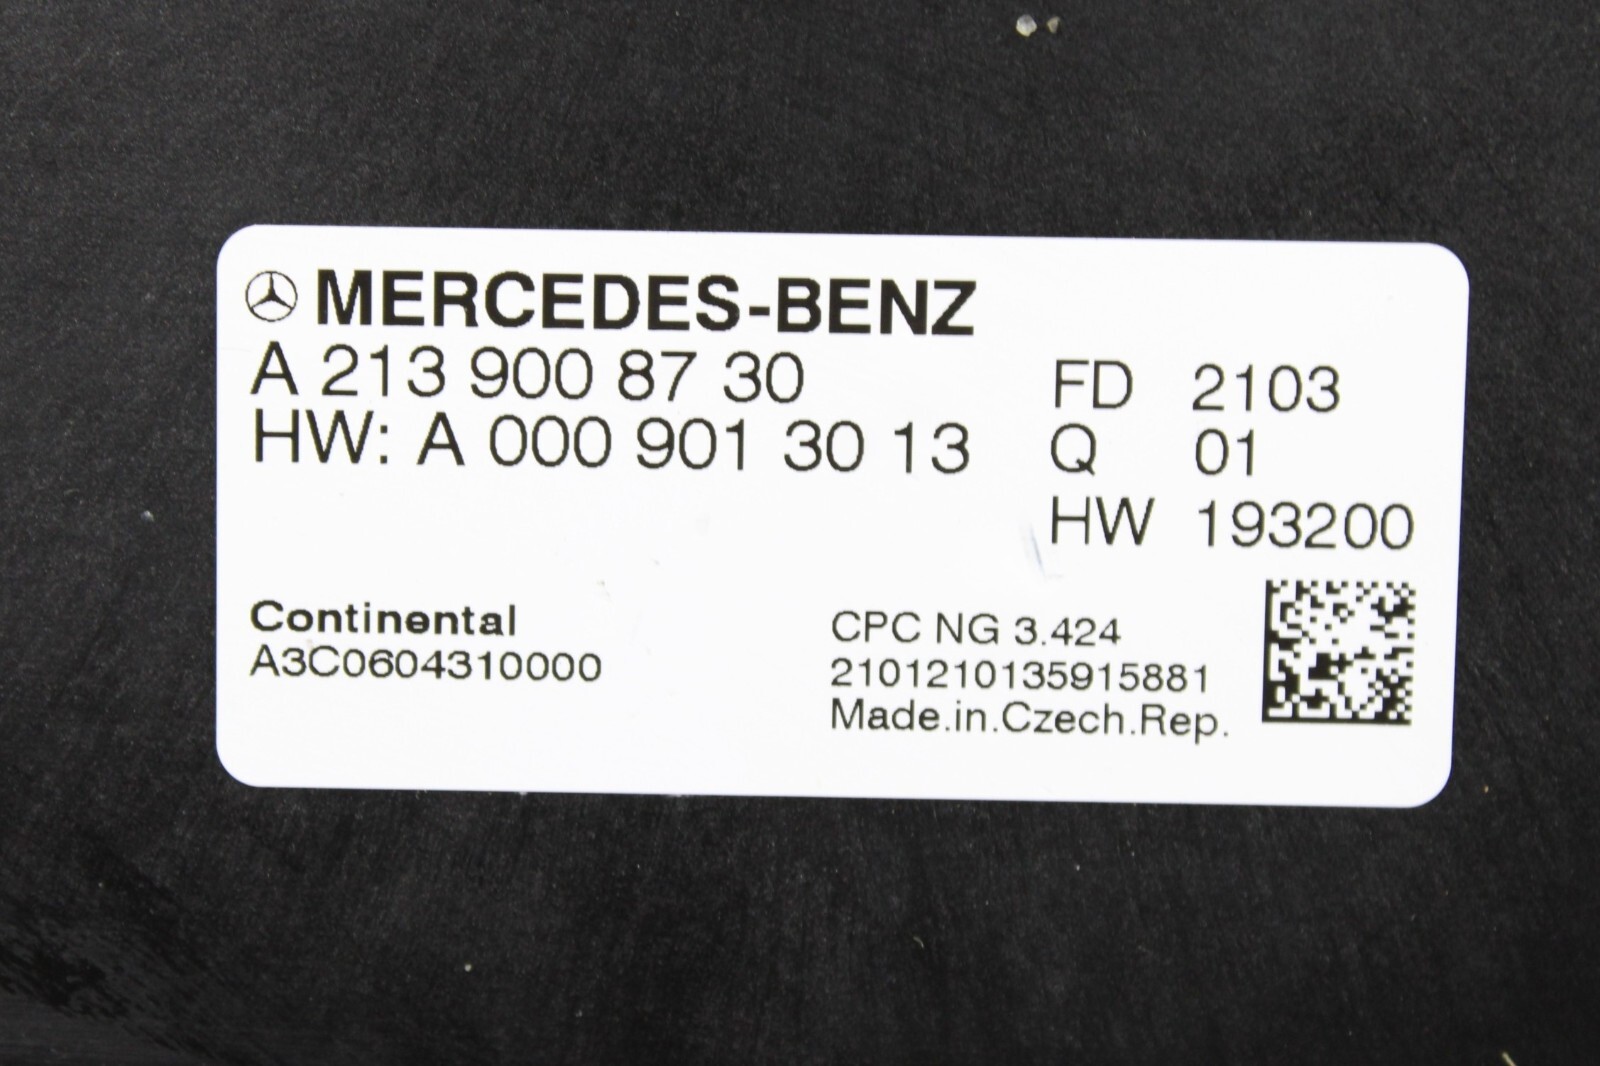 MERCEDES-BENZ
A 213 900 87 30
HW: A 000 901 30 13
FD 2103
Q 01
HW 193200
Continental
A3C0604310000
CPC NG 3.424
2101210135915881
Made.in.Czech.Rep.